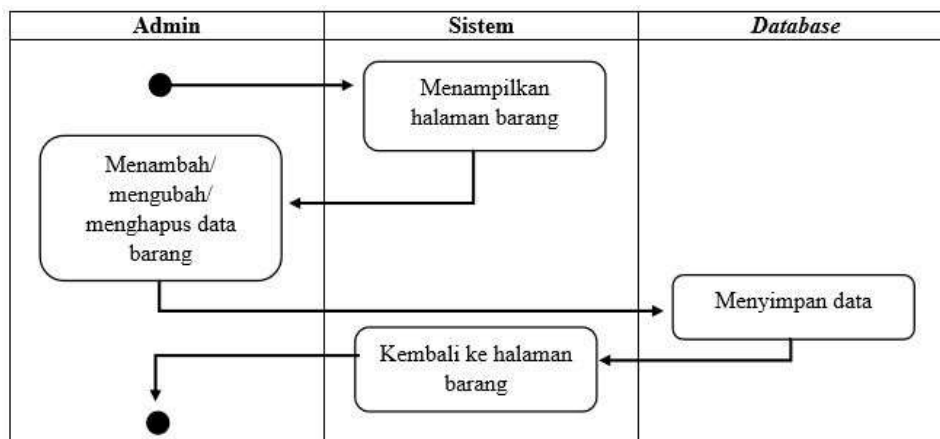 Admin
Sistem
Database
Menampilkan
halaman barang
Menambah/
mengubah/
menghapus data
barang
Menyimpan data
Kembali ke halaman
barang